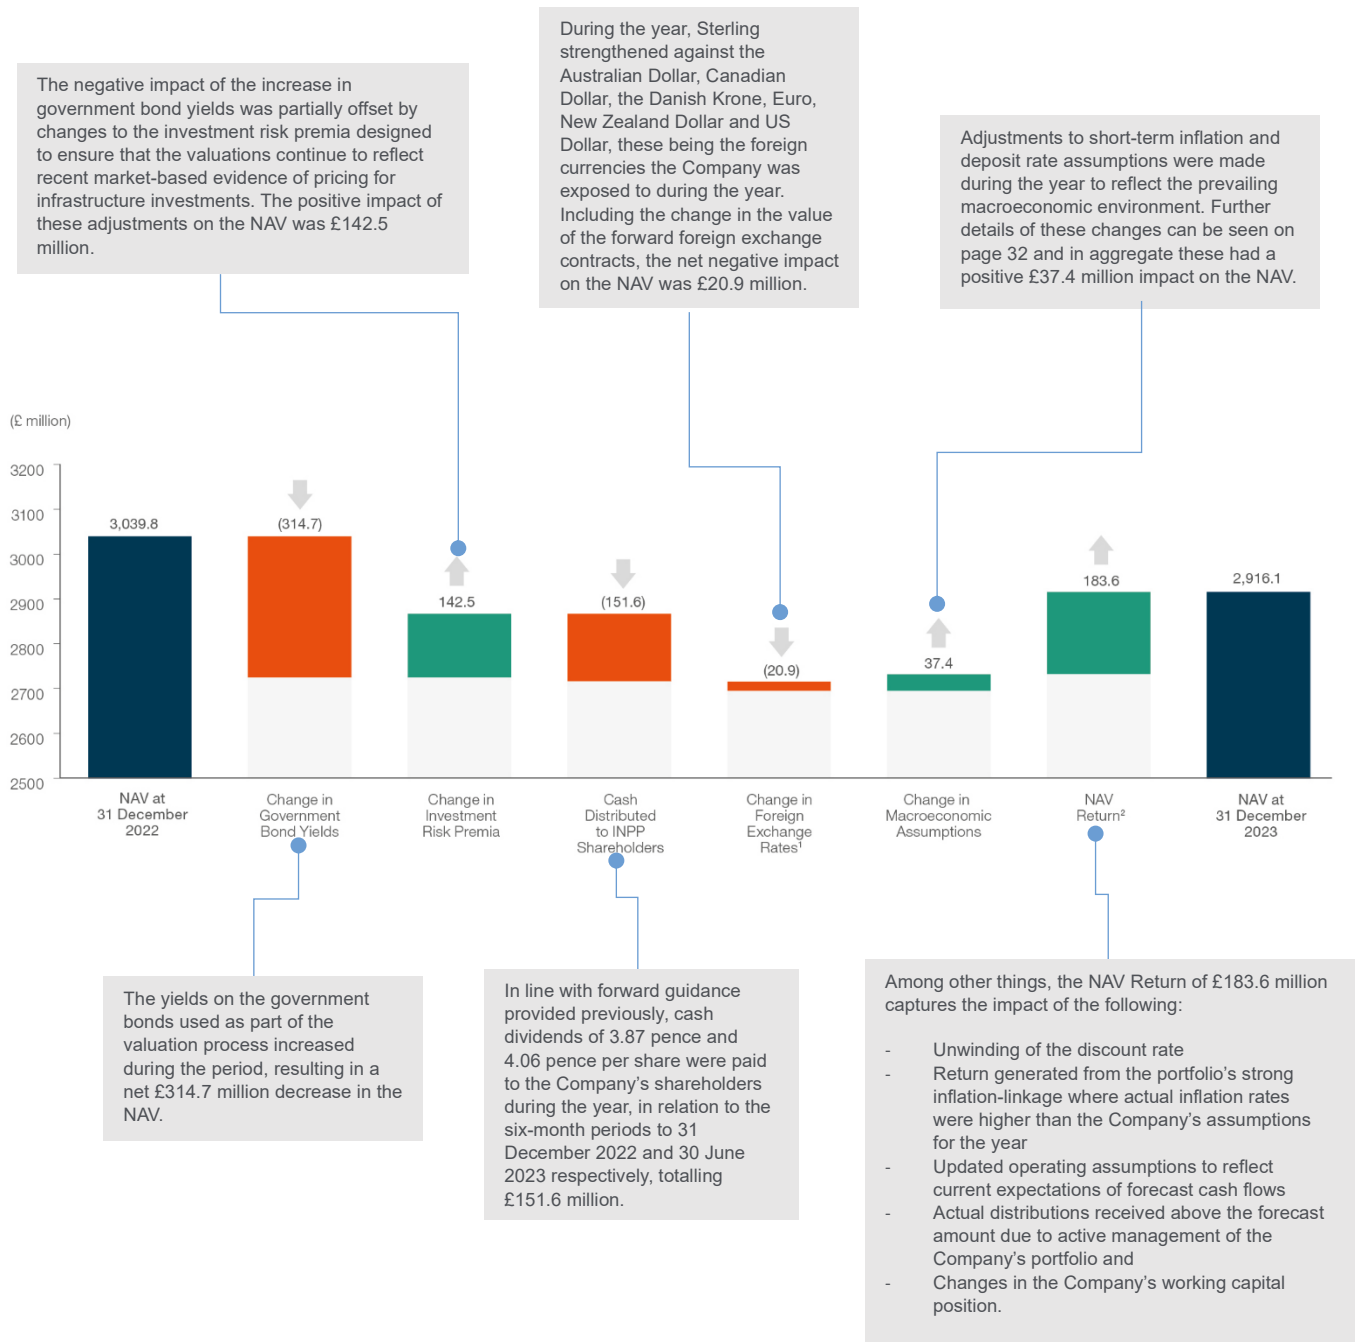 The negative impact of the increase in
government bond yields was partially offset by
changes to the investment risk premia designed
to ensure that the valuations continue to reflect
recent market-based evidence of pricing for
infrastructure investments. The positive impact of
these adjustments on the NAV was £142.5
million.
During the year, Sterling
strengthened against the
Australian Dollar, Canadian
Dollar, the Danish Krone, Euro,
New Zealand Dollar and US
Dollar, these being the foreign
currencies the Company was
exposed to during the year.
Including the change in the value
of the forward foreign exchange
contracts, the net negative impact
on the NAV was £20.9 million.
Adjustments to short-term inflation and
deposit rate assumptions were made
during the year to reflect the prevailing
macroeconomic environment. Further
details of these changes can be seen on
page 32 and in aggregate these had a
positive £37.4 million impact on the NAV.
(£ million)
3200
3100
3000
2900
2800
2700
2600
2500
3,039.8
(314.7)
142.5
(151.6)
(20.9)
37.4
183.6
2,916.1
NAV at
31 December
2022
Change in
Government
Bond Yields
Change in
Investment
Risk Premia
Cash
Distributed
to INPP
Shareholders
Change in
Foreign
Exchange
Rates¹
Change in
Macroeconomic
Assumptions
NAV
Return²
NAV at
31 December
2023
The yields on the government
bonds used as part of the
valuation process increased
during the period, resulting in a
net £314.7 million decrease in the
NAV.
In line with forward guidance
provided previously, cash
dividends of 3.87 pence and
4.06 pence per share were paid
to the Company’s shareholders
during the year, in relation to the
six-month periods to 31
December 2022 and 30 June
2023 respectively, totalling
£151.6 million.
Among other things, the NAV Return of £183.6 million
captures the impact of the following:
- Unwinding of the discount rate
- Return generated from the portfolio’s strong
inflation-linkage where actual inflation rates
were higher than the Company’s assumptions
for the year
- Updated operating assumptions to reflect
current expectations of forecast cash flows
- Actual distributions received above the forecast
amount due to active management of the
Company’s portfolio and
- Changes in the Company’s working capital
position.